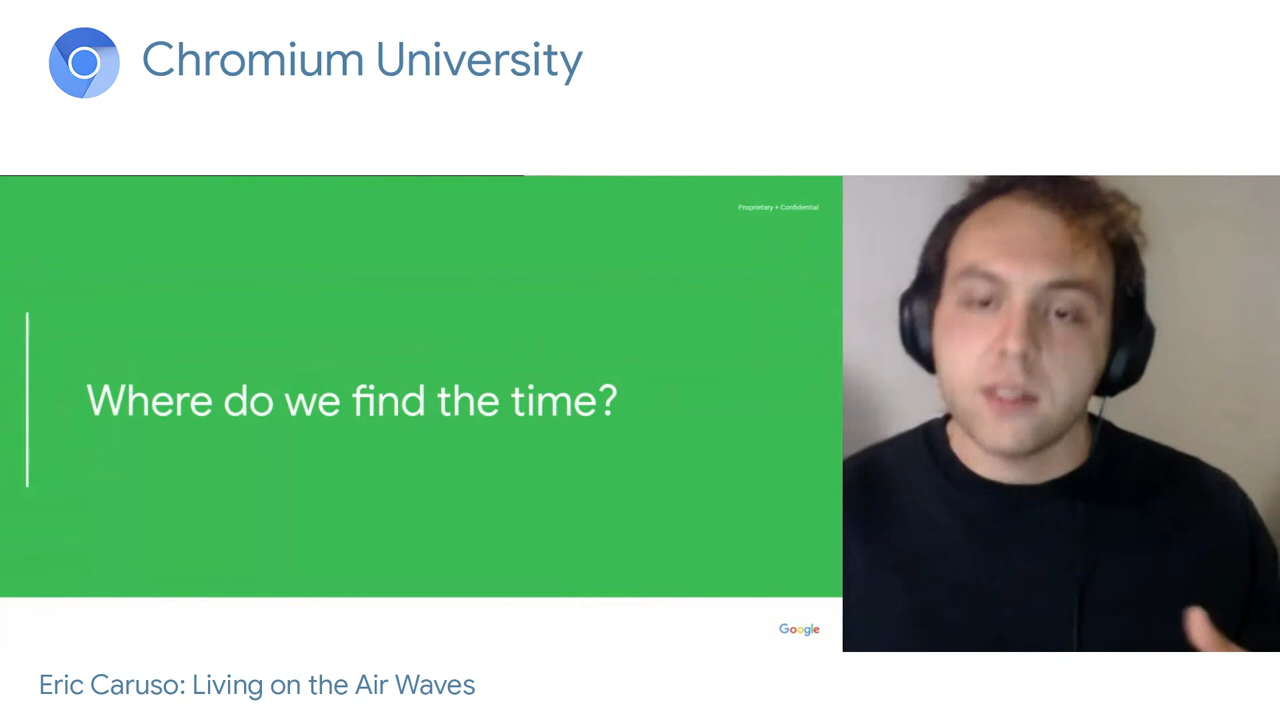 Chromium University
Proprietary + Confidential
Where do we find the time?
Google
Eric Caruso: Living on the Air Waves